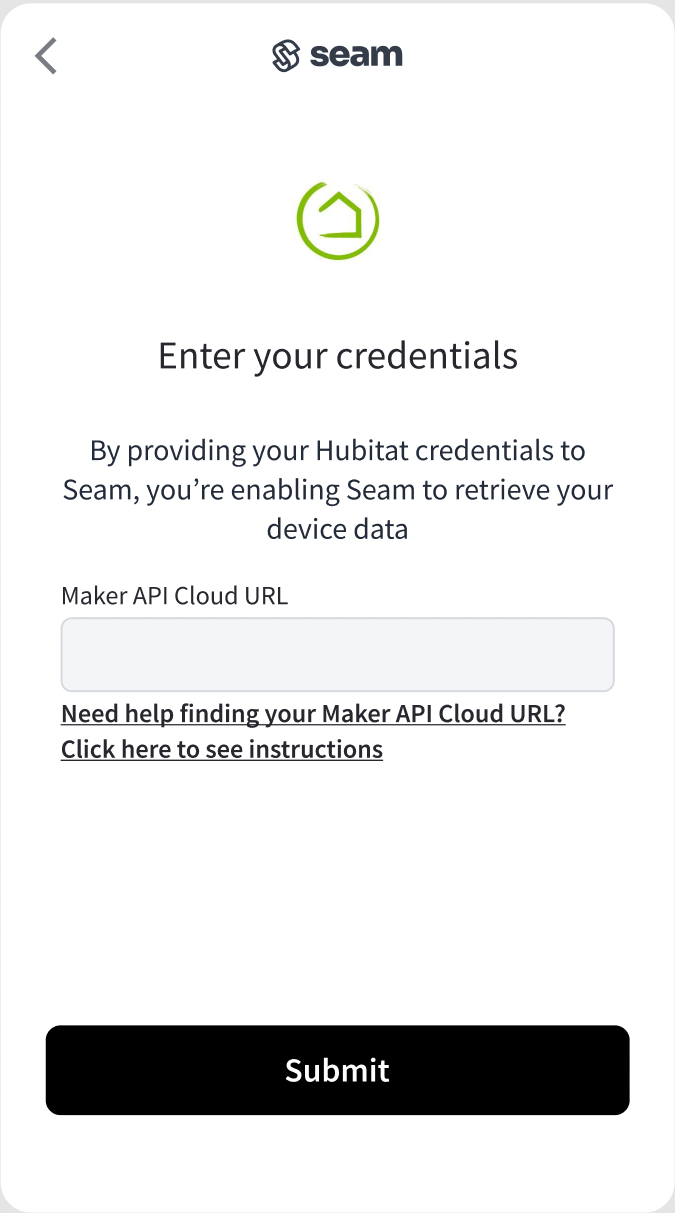 seam
Enter your credentials
By providing your Hubitat credentials to
Seam, you’re enabling Seam to retrieve your
device data
Maker API Cloud URL
Need help finding your Maker API Cloud URL?
Click here to see instructions
Submit